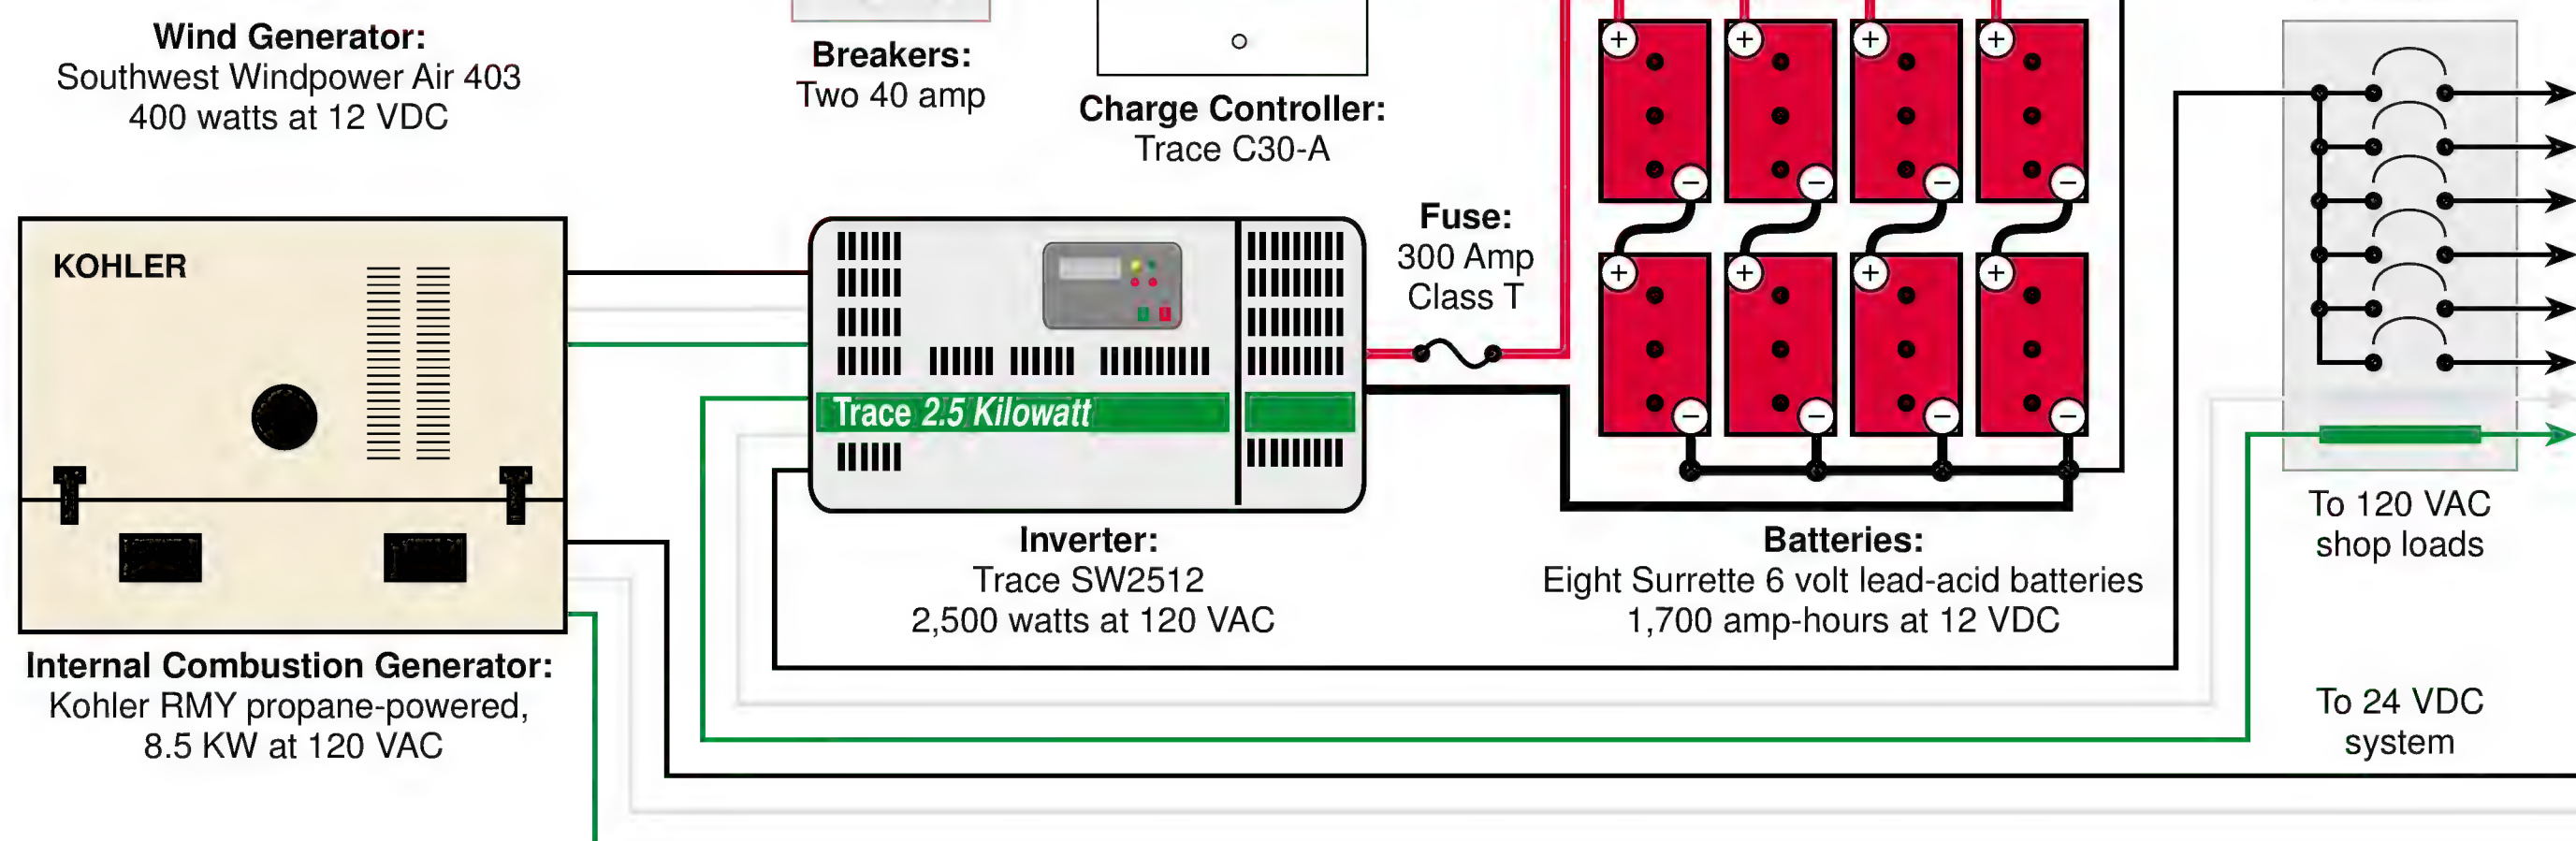 Wind Generator:
Southwest Windpower Air 403
400 watts at 12 VDC
Breakers:
Two 40 amp
Charge Controller:
Trace C30-A
Fuse:
300 Amp
Class T
KOHLER
Trace 2.5 Kilowatt
Inverter:
Trace SW2512
2,500 watts at 120 VAC
Batteries:
Eight Surrette 6 volt lead-acid batteries
1,700 amp-hours at 12 VDC
To 120 VAC
shop loads
Internal Combustion Generator:
Kohler RMY propane-powered,
8.5 KW at 120 VAC
To 24 VDC
system